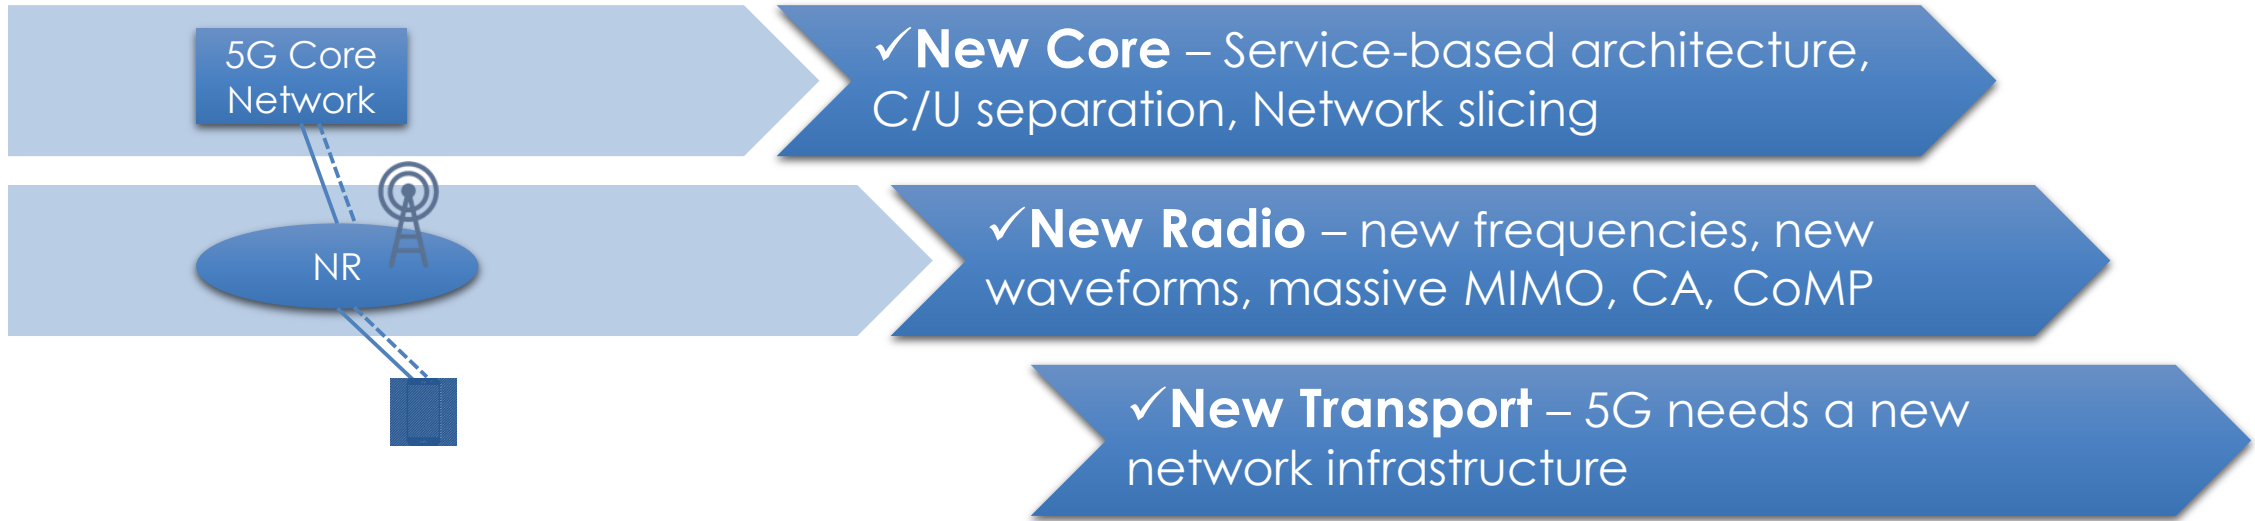 5G Core
Network
✓New Core – Service-based architecture,
C/U separation, Network slicing
NR
✓New Radio – new frequencies, new
waveforms, massive MIMO, CA, CoMP
✓New Transport – 5G needs a new
network infrastructure